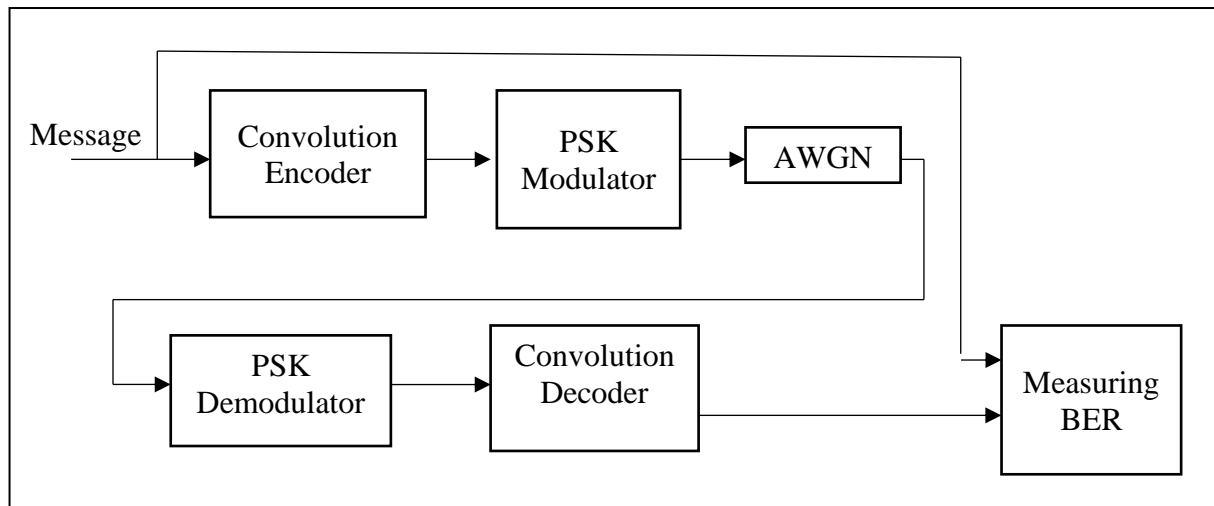 Message
Convolution
Encoder
PSK
Modulator
AWGN
PSK
Demodulator
Convolution
Decoder
Measuring
BER